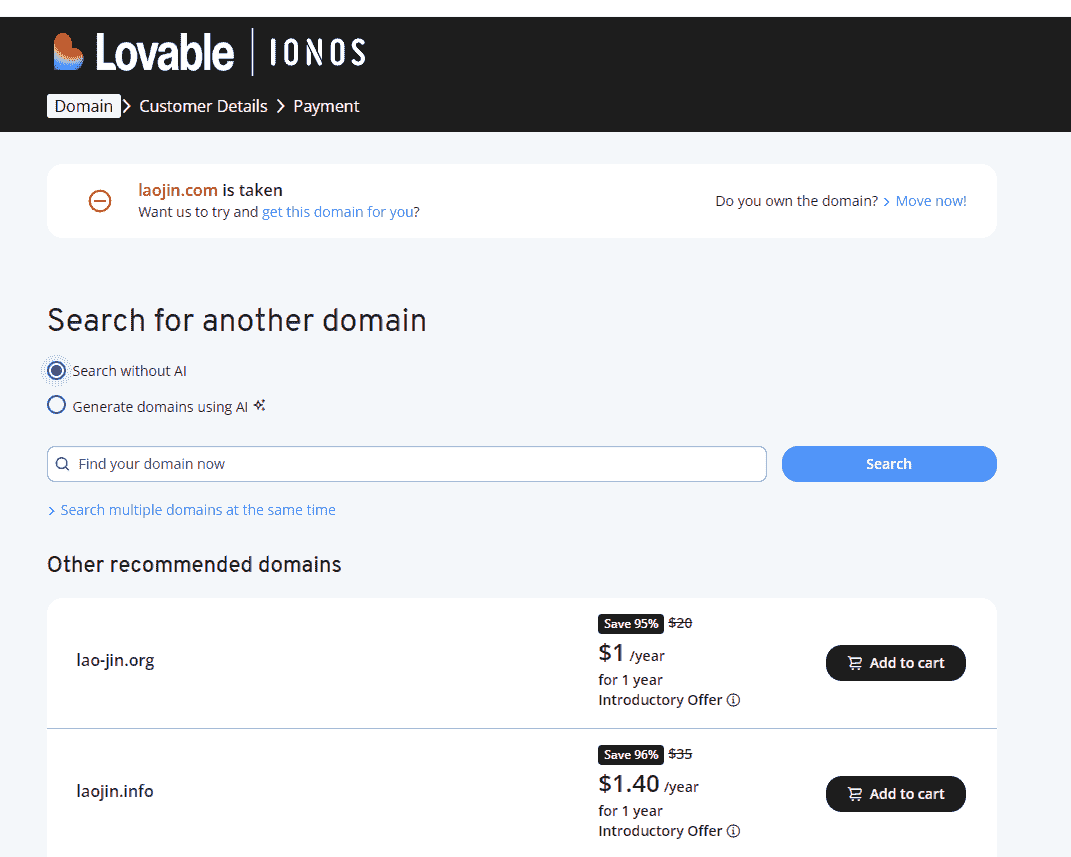 Lovable | IONOS
Domain > Customer Details > Payment
laojin.com is taken
Want us to try and get this domain for you?
Do you own the domain? > Move now!
Search for another domain
Search without AI
Generate domains using AI
Find your domain now
Search
> Search multiple domains at the same time
Other recommended domains
lao-jin.org
Save 95% $20
$1 /year
for 1 year
Introductory Offer
Add to cart
laojin.info
Save 96% $35
$1.40 /year
for 1 year
Introductory Offer
Add to cart